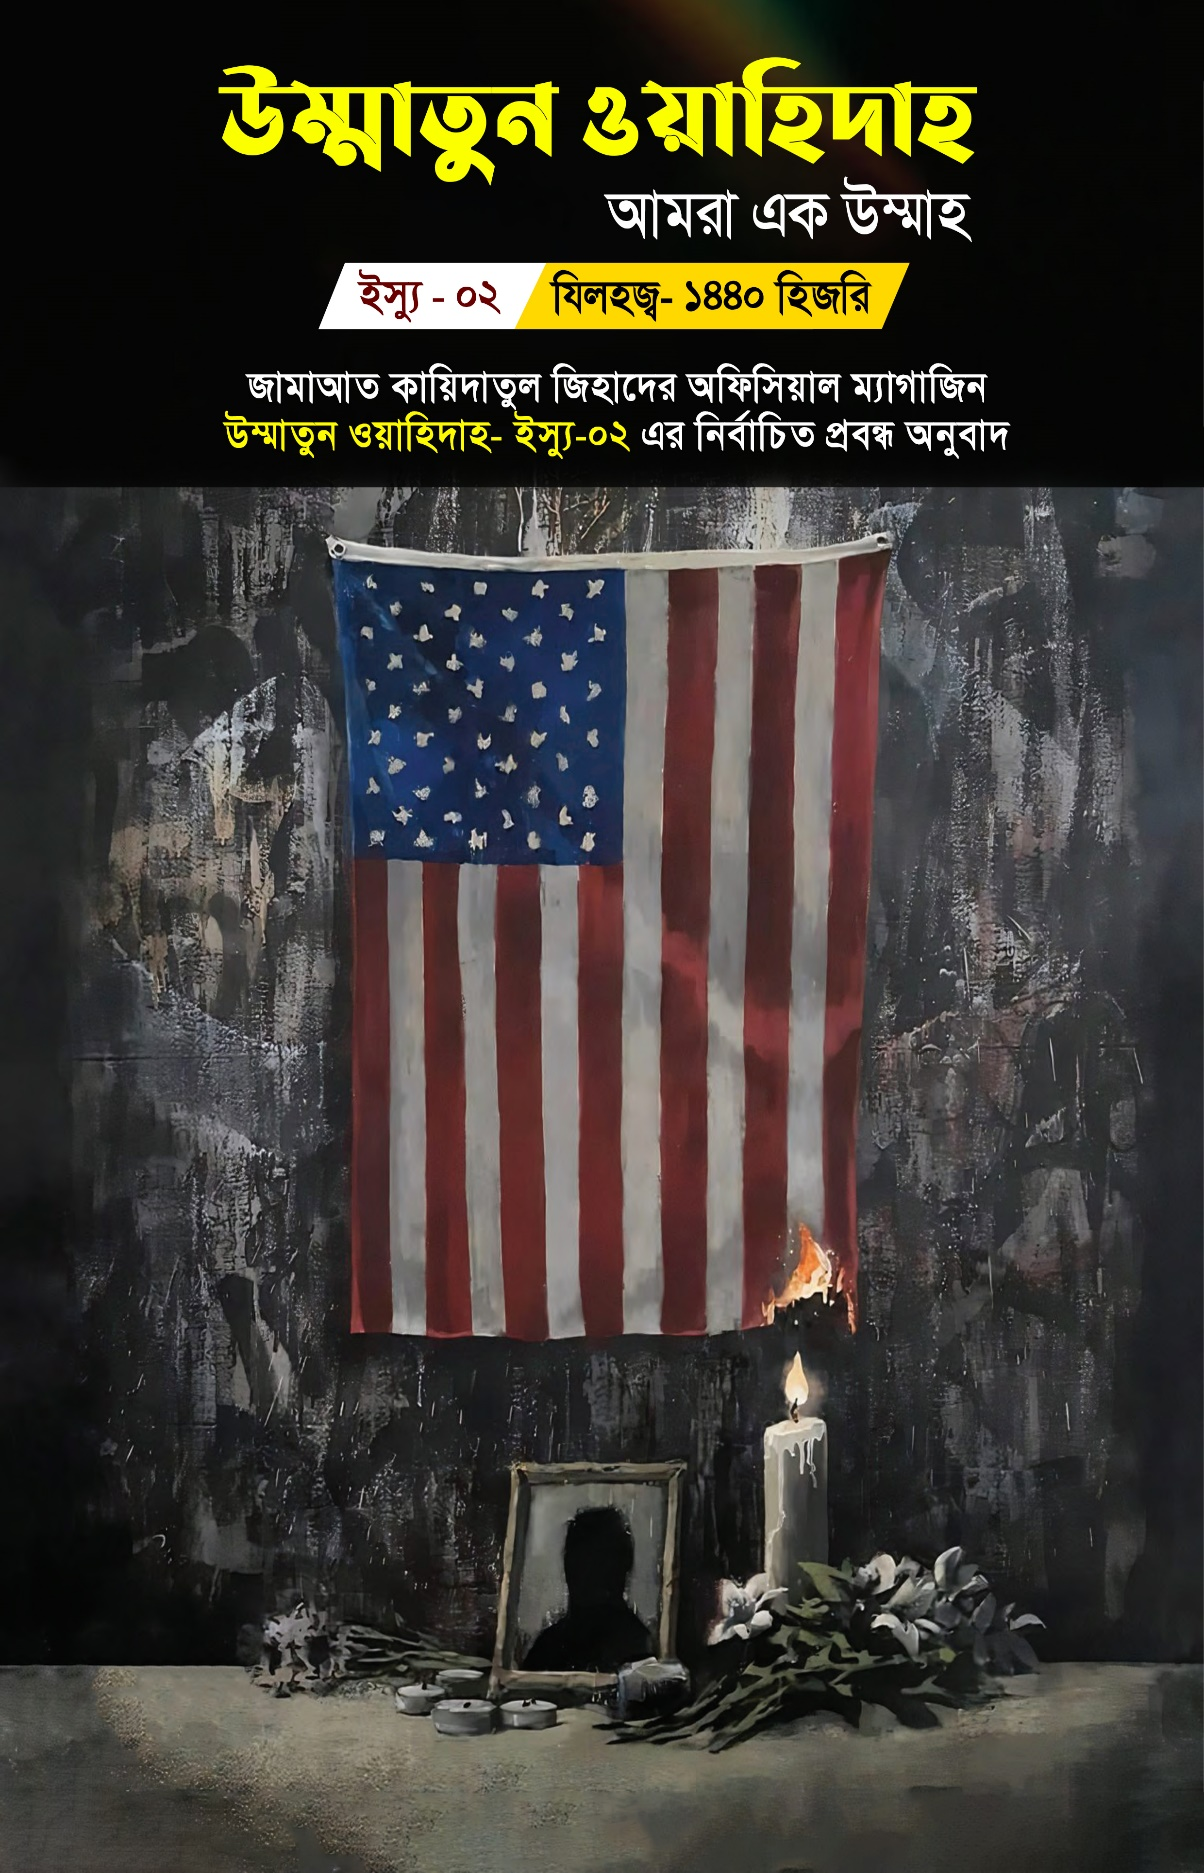 উম্মাতুন ওয়াহিদাহ
আমরা এক উম্মাহ
ইস্যু - ০২ যিলহজ্ব- ১৪৪০ হিজরি
জামাআত কায়িদাতুল জিহাদের অফিসিয়াল ম্যাগাজিন
উম্মাতুন ওয়াহিদাহ- ইস্যু-০২ এর নির্বাচিত প্রবন্ধ অনুবাদ